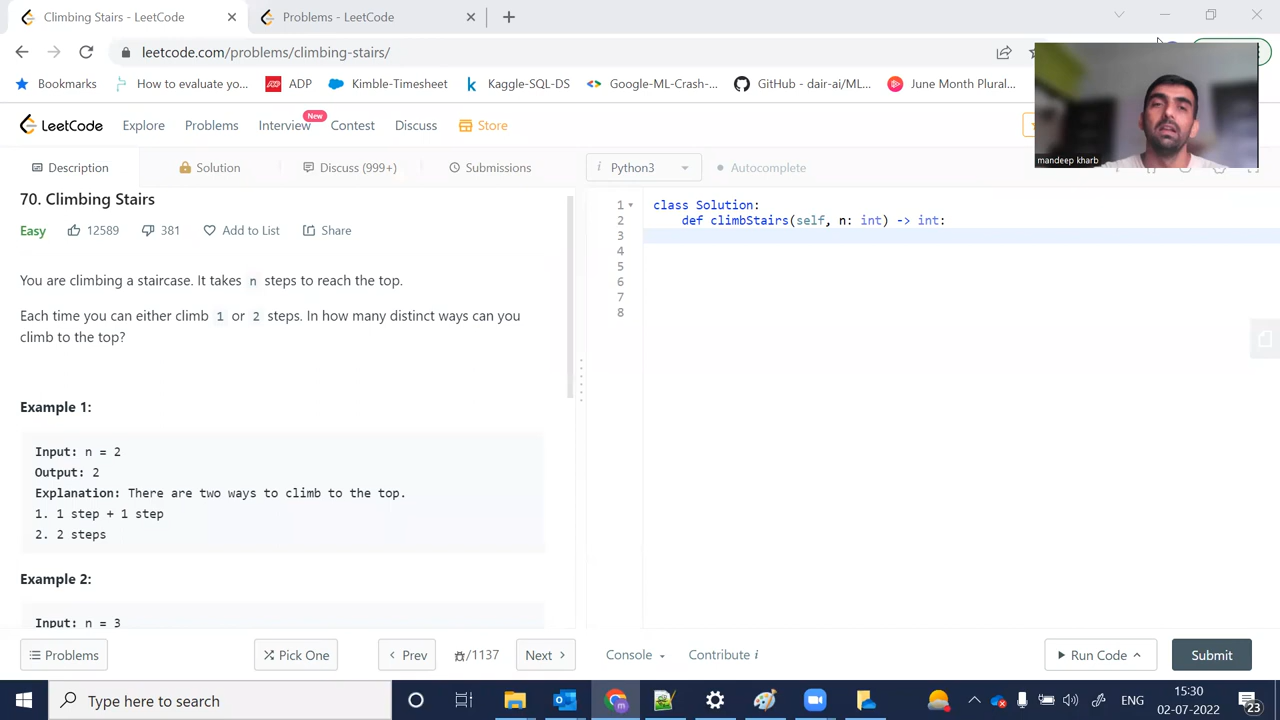 Climbing Stairs - LeetCode
Problems - LeetCode
leetcode.com/problems/climbing-stairs/
Bookmarks
How to evaluate yo...
ADP
Kimble-Timesheet
Kaggle-SQL-DS
Google-ML-Crash-...
GitHub - dair-ai/ML...
June Month Plural...
LeetCode
Explore
Problems
Interview
New
Contest
Discuss
Store
mandeep kharb
Description
Solution
Discuss (999+)
Submissions
i Python3
Autocomplete
70. Climbing Stairs
Easy
12589
381
Add to List
Share
You are climbing a staircase. It takes n steps to reach the top.
Each time you can either climb 1 or 2 steps. In how many distinct ways can you
climb to the top?
Example 1:
Input: n = 2
Output: 2
Explanation: There are two ways to climb to the top.
1. 1 step + 1 step
2. 2 steps
Example 2:
Input: n = 3
1 class Solution:
2 def climbStairs(self, n: int) -> int:
3
4
5
6
7
8
Problems
Pick One
Prev
/1137
Next
Console
Contribute i
Run Code
Submit
Type here to search
ENG
15:30
02-07-2022
23